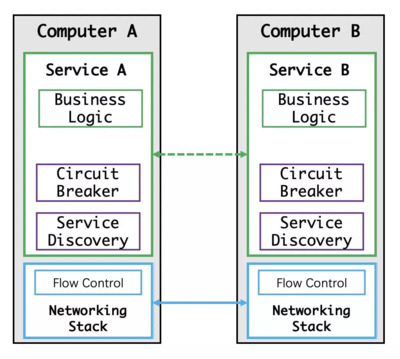 Computer A
Service A
Business
Logic
Circuit
Breaker
Service
Discovery
Flow Control
Networking
Stack
Computer B
Service B
Business
Logic
Circuit
Breaker
Service
Discovery
Flow Control
Networking
Stack